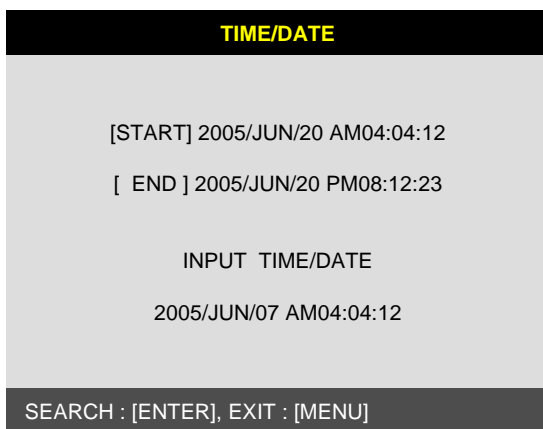 TIME/DATE
[START] 2005/JUN/20 AM04:04:12
[ END ] 2005/JUN/20 PM08:12:23
INPUT TIME/DATE
2005/JUN/07 AM04:04:12
SEARCH : [ENTER], EXIT : [MENU]